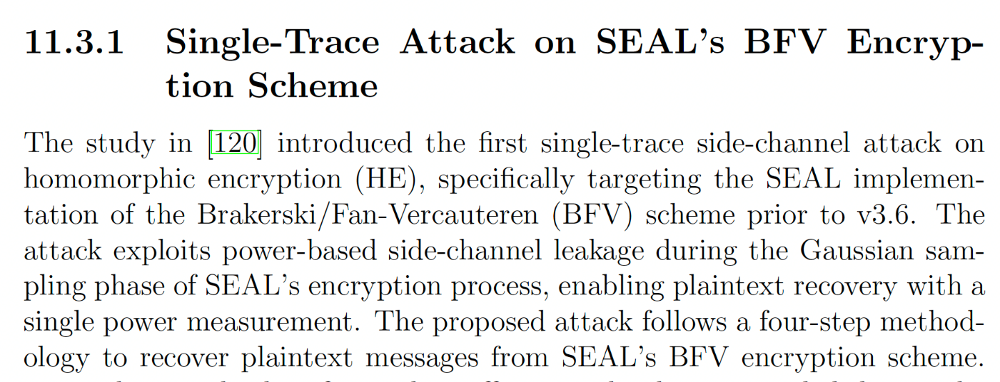 11.3.1 Single-Trace Attack on SEAL's BFV Encryp-
tion Scheme
The study in [120] introduced the first single-trace side-channel attack on
homomorphic encryption (HE), specifically targeting the SEAL implemen-
tation of the Brakerski/Fan-Vercauteren (BFV) scheme prior to v3.6. The
attack exploits power-based side-channel leakage during the Gaussian sam-
pling phase of SEAL's encryption process, enabling plaintext recovery with a
single power measurement. The proposed attack follows a four-step method-
ology to recover plaintext messages from SEAL's BFV encryption scheme.